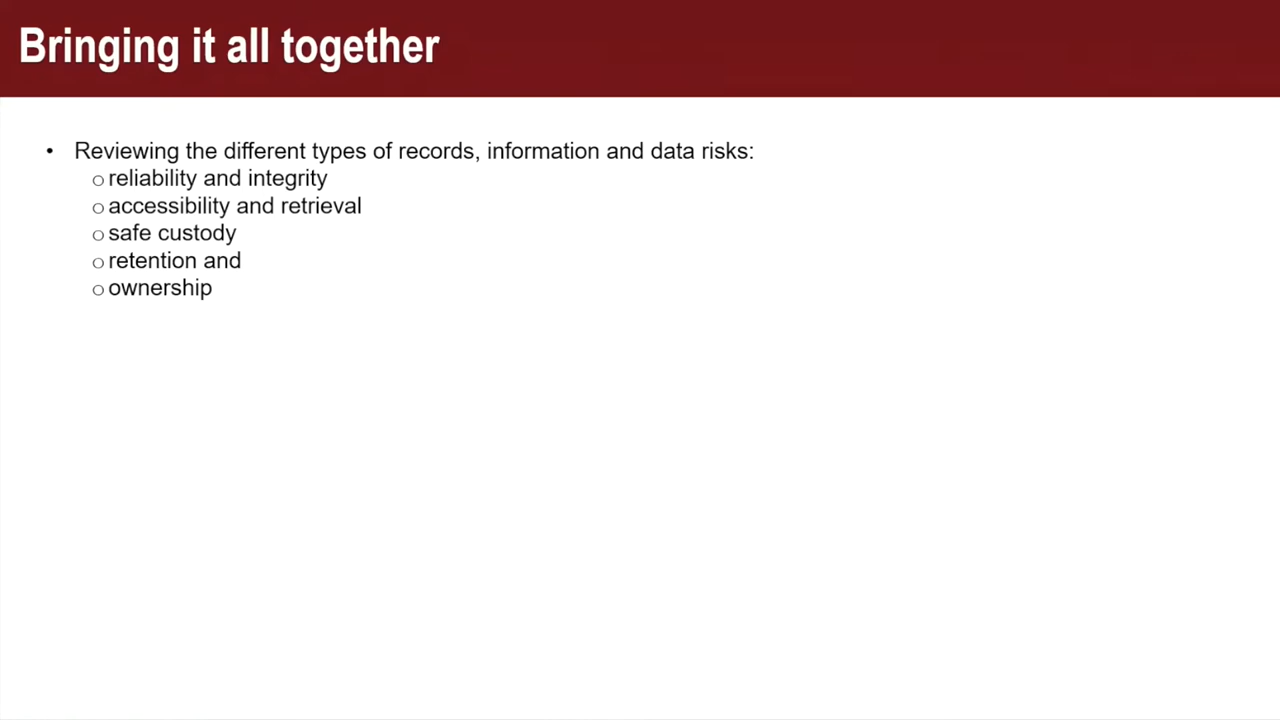 Bringing it all together
• Reviewing the different types of records, information and data risks:
o reliability and integrity
o accessibility and retrieval
o safe custody
o retention and
o ownership